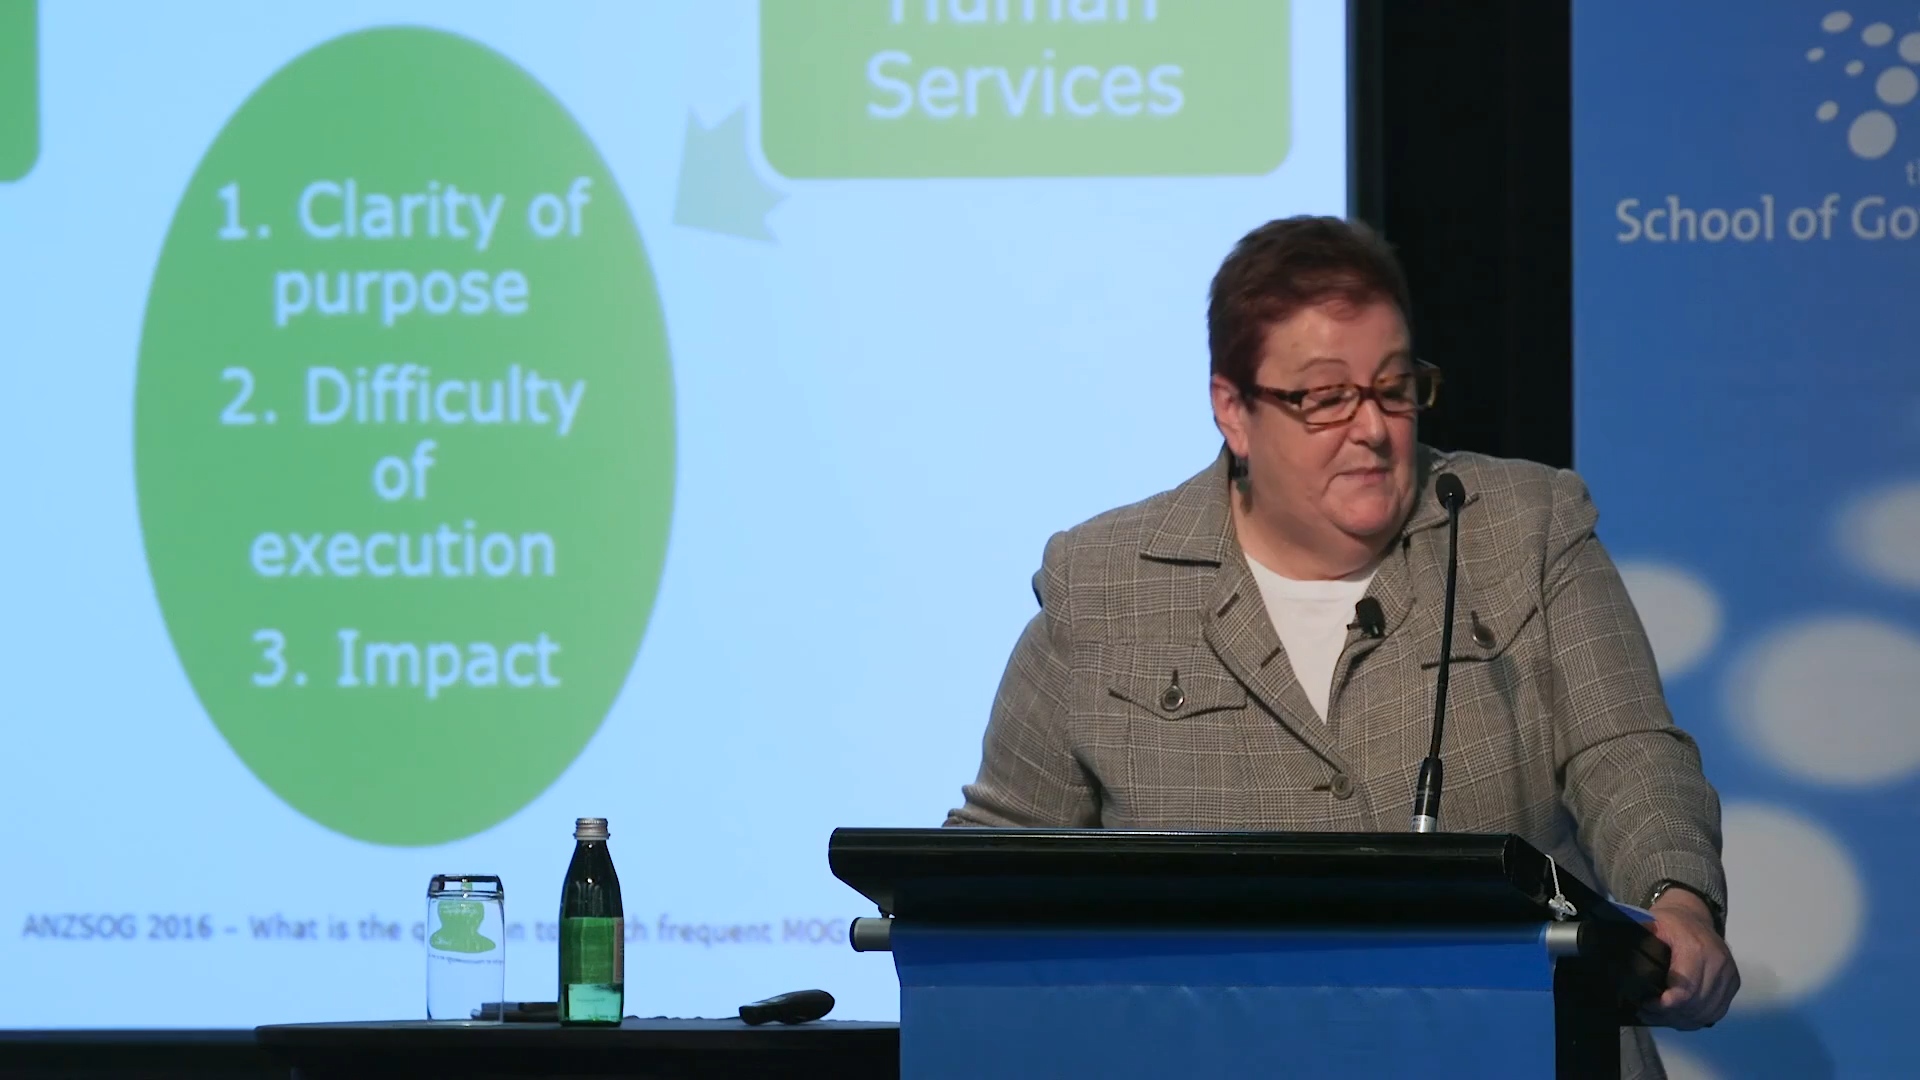 Human
Services
1. Clarity of
purpose
2. Difficulty
of
execution
3. Impact
ANZSOG 2016 – What is the to frequent MOG
School of Go